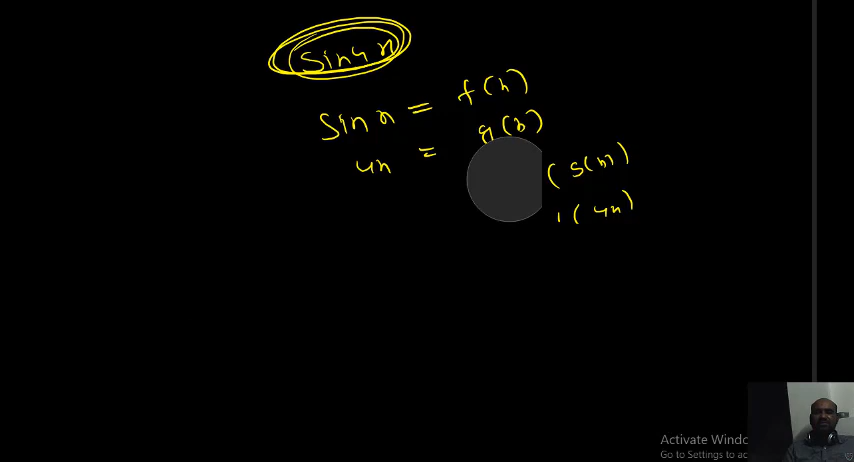 sin4x
sin x = f(x)
4x = g(x)
( g(x))
( 4x)
Activate Windo
Go to Settings to ac